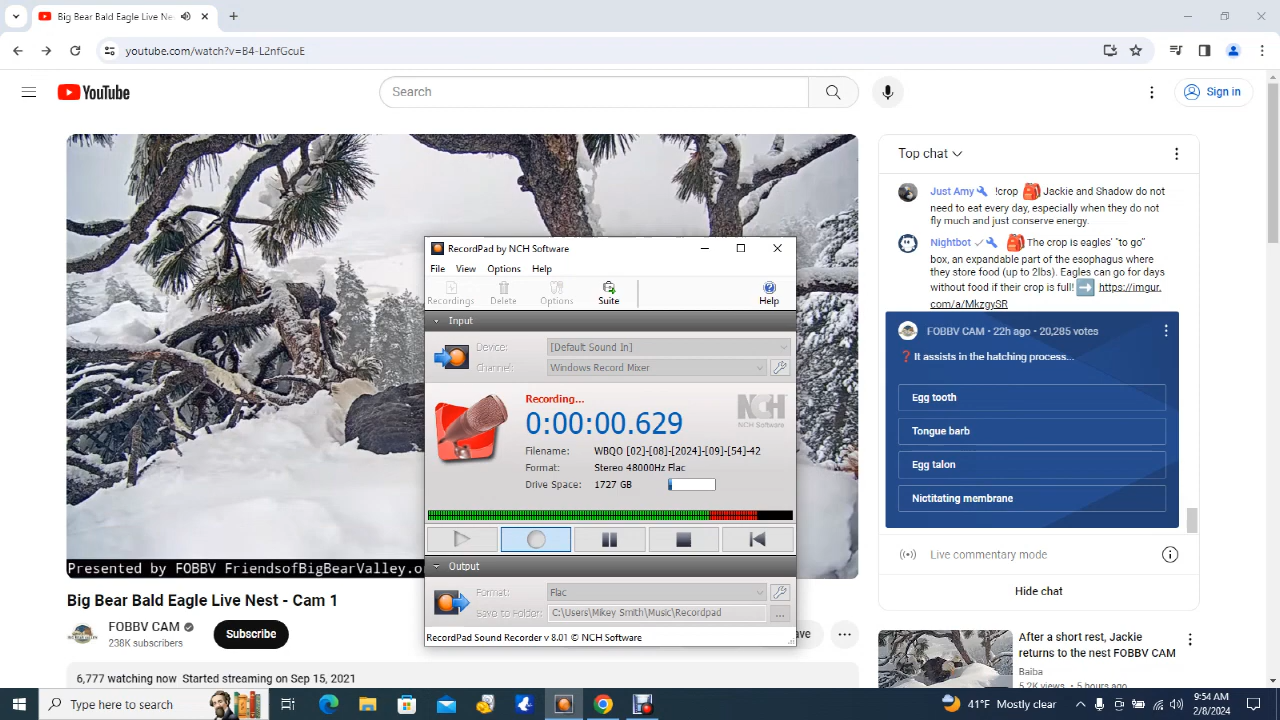 Big Bear Bald Eagle Live Ne
youtube.com/watch?v=B4-L2nfGcuE
YouTube
Search
Sign in
Top chat
Just Amy !crop Jackie and Shadow do not
need to eat every day, especially when they do not
fly much and just conserve energy.
Nightbot The crop is eagles' "to go"
box, an expandable part of the esophagus where
they store food (up to 2lbs). Eagles can go for days
without food if their crop is full! https://imgur.
com/a/MkzgySR
FOBBV CAM • 22h ago • 20,285 votes
❓It assists in the hatching process...
Egg tooth
Tongue barb
Egg talon
Nictitating membrane
Live commentary mode
Hide chat
RecordPad by NCH Software
File View Options Help
Recordings Delete Options Suite Help
Input
Device: [Default Sound In]
Channel: Windows Record Mixer
Recording...
0:00:00.629
NCH
NCH Software
Filename: WBQO [02]-[08]-[2024]-[09]-[54]-42
Format: Stereo 48000Hz Flac
Drive Space: 1727 GB
Output
Format: Flac
Save to Folder: C:\Users\Mikey Smith\Music\Recordpad
...
RecordPad Sound Recorder v 8.01 © NCH Software
Presented by FOBBV FriendsofBigBearValley.o
Big Bear Bald Eagle Live Nest - Cam 1
FOBBV CAM
238K subscribers
Subscribe
ave
6,777 watching now Started streaming on Sep 15, 2021
After a short rest, Jackie
returns to the nest FOBBV CAM
Baiba
5.2K views • 5 hours ago
Type here to search
41°F Mostly clear
9:54 AM
2/8/2024